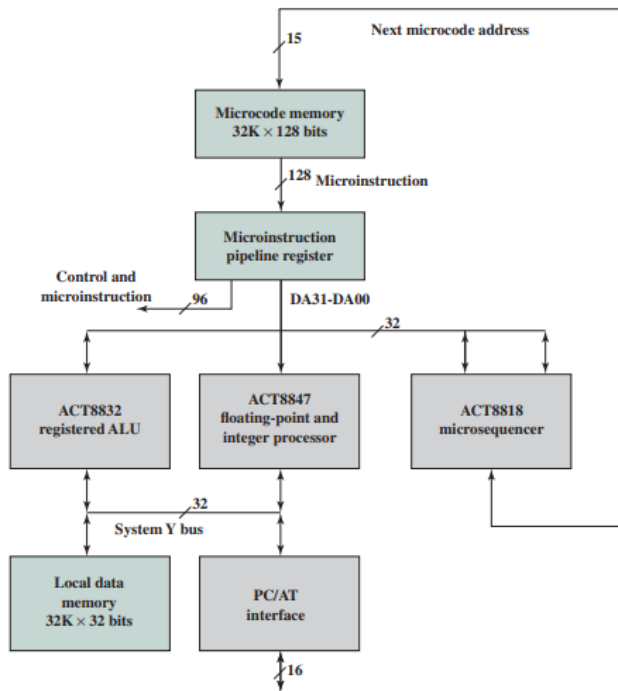 15
Next microcode address
Microcode memory
32K × 128 bits
128 Microinstruction
Microinstruction
pipeline register
Control and
microinstruction
96
DA31-DA00
32
ACT8832
registered ALU
ACT8847
floating-point and
integer processor
ACT8818
microsequencer
32
System Y bus
Local data
memory
32K × 32 bits
PC/AT
interface
16